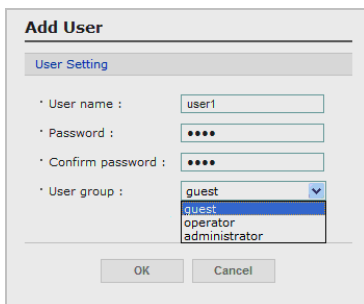 Add User
User Setting
· User name : user1
· Password : ••••
· Confirm password : ••••
· User group : guest
guest
operator
administrator
OK Cancel